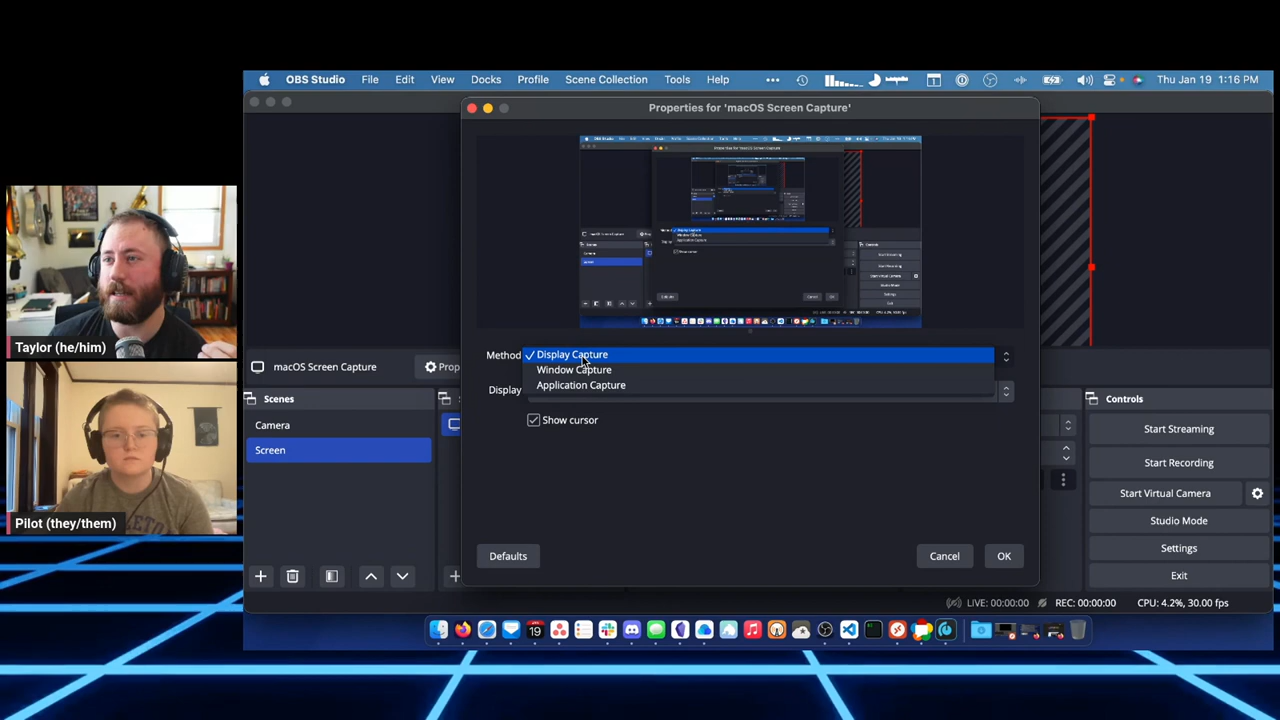 OBS Studio File Edit View Docks Profile Scene Collection Tools Help Thu Jan 19 1:16 PM
Properties for 'macOS Screen Capture'
Taylor (he/him)
Pilot (they/them)
macOS Screen Capture Prop
Method ✓ Display Capture
Window Capture
Application Capture
Display
Show cursor
Scenes
Camera
Screen
Controls
Start Streaming
Start Recording
Start Virtual Camera
Studio Mode
Settings
Exit
Defaults Cancel OK
LIVE: 00:00:00 REC: 00:00:00 CPU: 4.2%, 30.00 fps